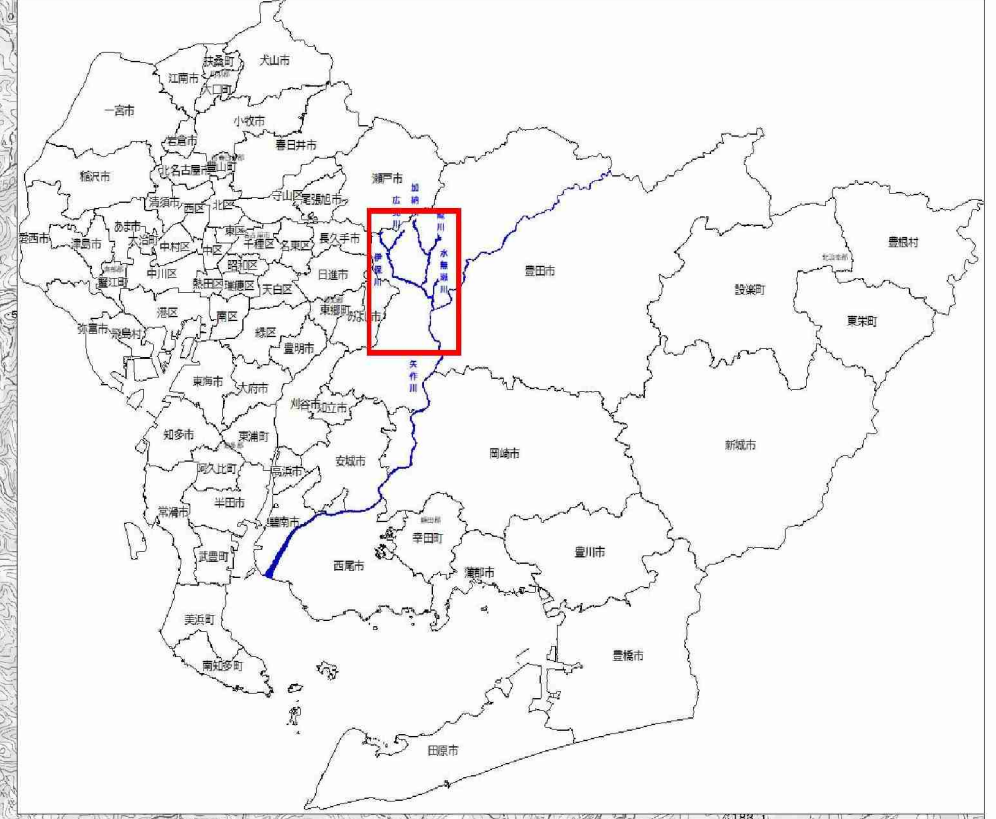 犬山市
扶桑町
江南市
大口町
一宮市
小牧市
岩倉市
春日井市
北名古屋市
豊山町
稲沢市
瀬戸市
加納川
広見川
守山区
尾張旭市
清須市
西区
北区
あま市
大治町
東区
千種区
名東区
長久手市
愛西市
津島市
中村区
中区
昭和区
伊保川
水無瀬川
豊田市
豊根村
蟹江町
中川区
熱田区
瑞穂区
天白区
日進市
北設楽郡
設楽町
東郷町
みよし市
港区
南区
弥富市
飛島村
緑区
豊明市
東栄町
矢作川
東海市
大府市
刈谷市
知立市
知多市
東浦町
岡崎市
新城市
安城市
阿久比町
高浜市
半田市
常滑市
碧南市
額田郡
幸田町
豊川市
武豊町
西尾市
蒲郡市
美浜町
豊橋市
南知多町
田原市